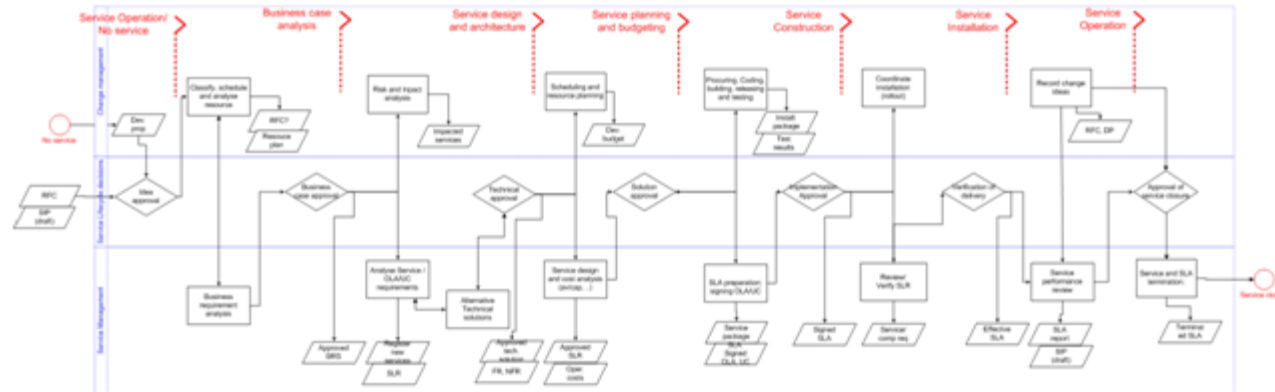 Service Operation/
No service
Business case
analysis
Service design
and architecture
Service planning
and budgeting
Service
Construction
Service
Installation
Service
Operation
Change management
Classify, schedule
and analyse
resource
Risk and Impact
analysis
Scheduling and
resource planning
Procuring, Coding
building, releasing
and testing
Coordinate
installation
(rollout)
Record change
ideas
Dev.
prop
RFC?
Resource
plan
Impacted
services
Dev.
budget
Install.
package
Test
results
RFC, DP
No service
Service Lifecycle decisions
RFC
SIP
(draft)
Idea
approval
Business
case approval
Technical
approval
Solution
approval
Implementation
Approval
Verification of
delivery
Approval of
service closure
Service Management
Business
requirement
analysis
Analyse Service /
OLA/UC
requirements
Alternative
Technical
solutions
Service design
and cost analysis
SLA preparation
signing OLA/UC
Review/
Verify SLR
Service
performance
review
Service and SLA
termination
Approved
BRS
Register
new
services
SLR
Approved
tech.
solution
FR, NFR
Approved
SLR
Oper.
costs
Service
package
SLA
Signed
OLA, UC
Signed
SLA
Service/
comp req
Effective
SLA
SLA
report
SIP
(draft)
Terminat
ed SLA